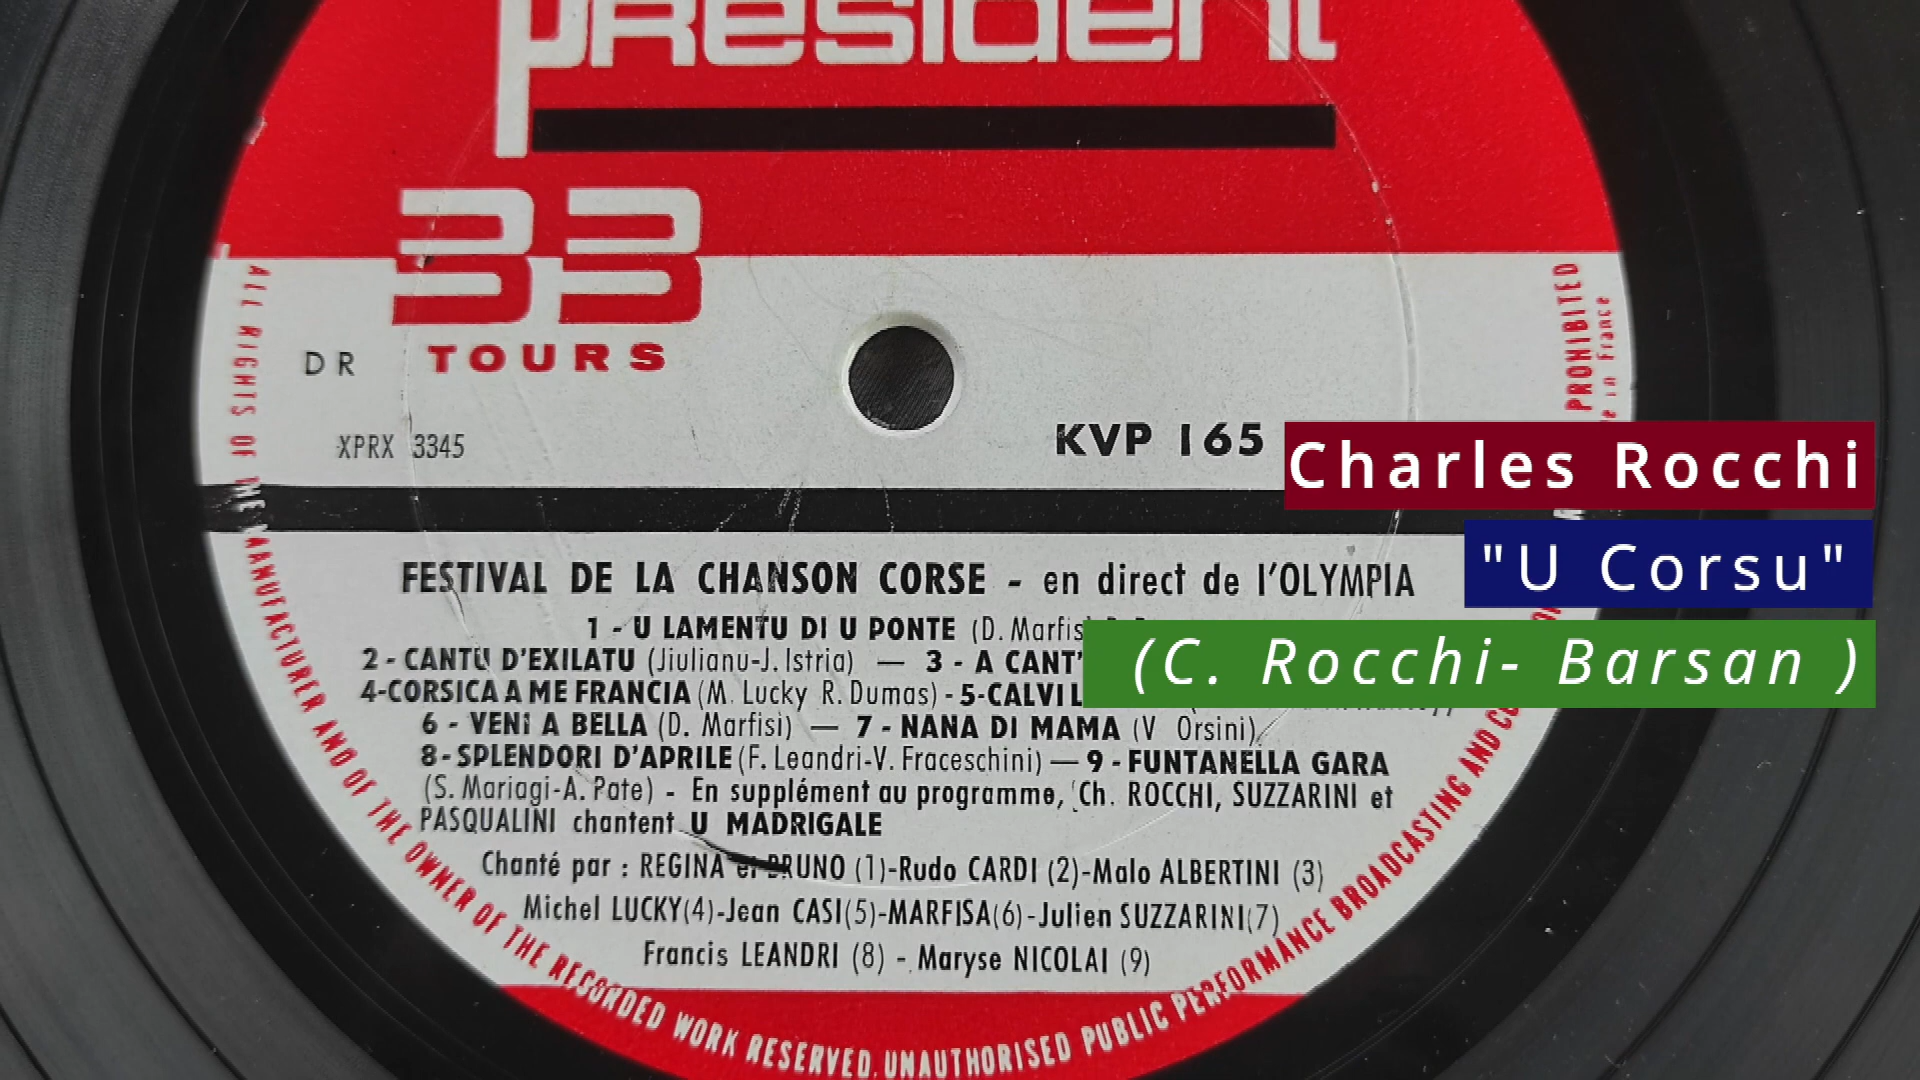 president
33
TOURS
DR
XPRX 3345
KVP 165
Charles Rocchi
"U Corsu"
(C. Rocchi- Barsan )
FESTIVAL DE LA CHANSON CORSE - en direct de l'OLYMPIA
1 - U LAMENTU DI U PONTE (D. Marfisi
2 - CANTU D'EXILATU (Jiulianu-J. Istria) — 3 - A CANT'
4-CORSICA A ME FRANCIA (M. Lucky R. Dumas) - 5-CALVI
6 - VENI A BELLA (D. Marfisi) — 7 - NANA DI MAMA (V Orsini)
8-SPLENDORI D'APRILE (F. Leandri-V. Fraceschini) — 9 - FUNTANELLA GARA
(S. Mariagi-A. Pate) - En supplément au programme, Ch. ROCCHI, SUZZARINI et
PASQUALINI chantent U MADRIGALE
Chanté par : REGINA et BRUNO (1)-Rudo CARDI (2)-Malo ALBERTINI (3)
Michel LUCKY(4)-Jean CASI(5)-MARFISA(6)-Julien SUZZARINI(7)
Francis LEANDRI (8) - Maryse NICOLAI (9)
ALL RIGHTS OF THE MANUFACTURER AND OF THE OWNER OF THE RECORDED WORK RESERVED. UNAUTHORISED PUBLIC PERFORMANCE BROADCASTING AND PROHIBITED
in France